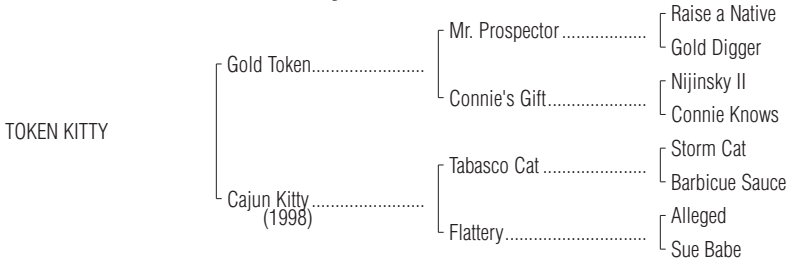 Raise a Native
Mr. Prospector...................
Gold Digger
Gold Token........................
Nijinsky II
Connie's Gift......................
Connie Knows
TOKEN KITTY
Storm Cat
Tabasco Cat.......................
Barbicue Sauce
Cajun Kitty........................
(1998)
Alleged
Flattery..............................
Sue Babe